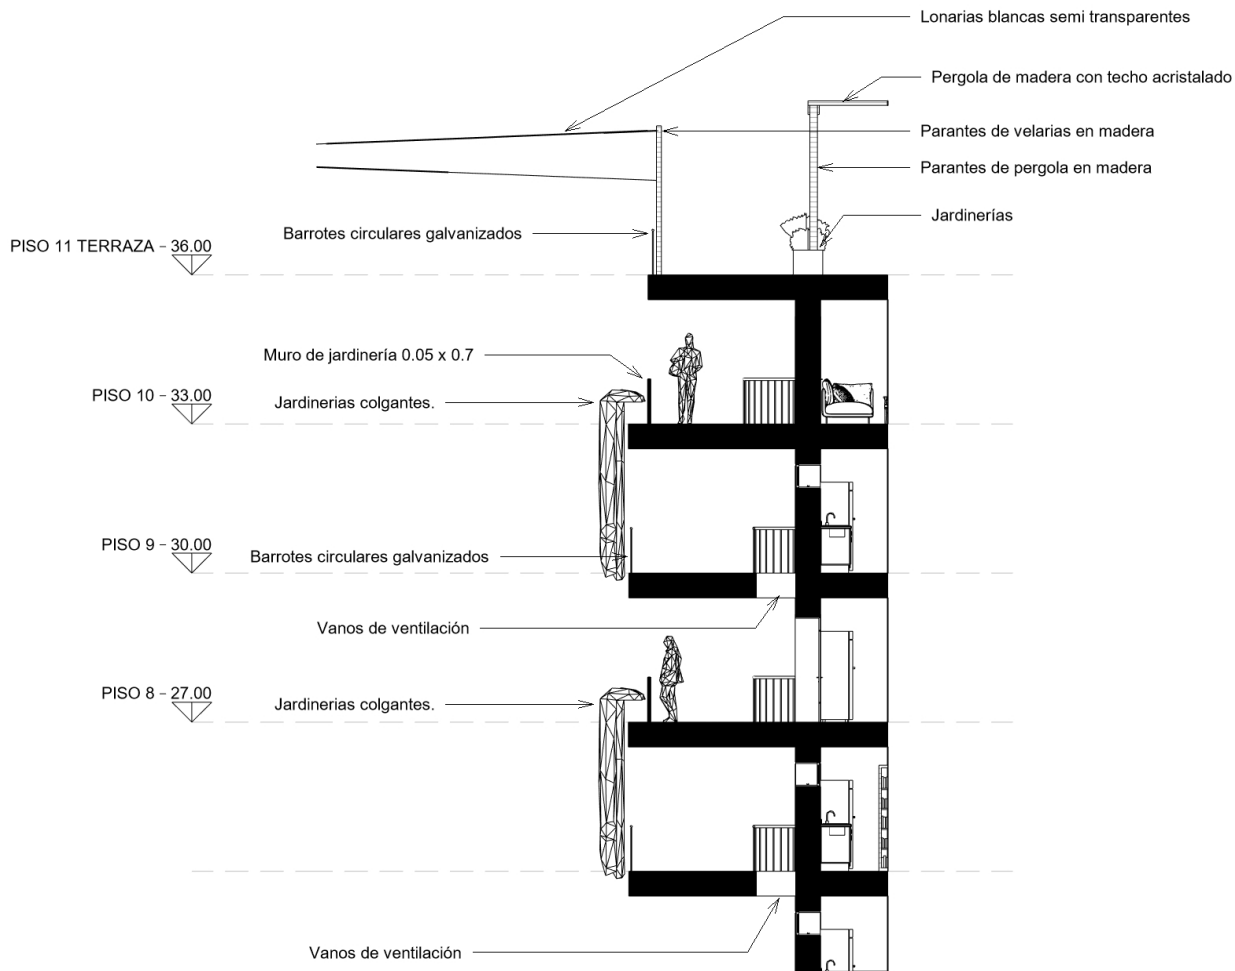 Lonarias blancas semi transparentes
Pergola de madera con techo acristalado
Parantes de velarias en madera
Parantes de pergola en madera
Jardinerías
Barrotes circulares galvanizados
PISO 11 TERRAZA - 36.00
Muro de jardinería 0.05 x 0.7
PISO 10 - 33.00
Jardinerias colgantes.
PISO 9 - 30.00
Barrotes circulares galvanizados
Vanos de ventilación
PISO 8 - 27.00
Jardinerias colgantes.
Vanos de ventilación